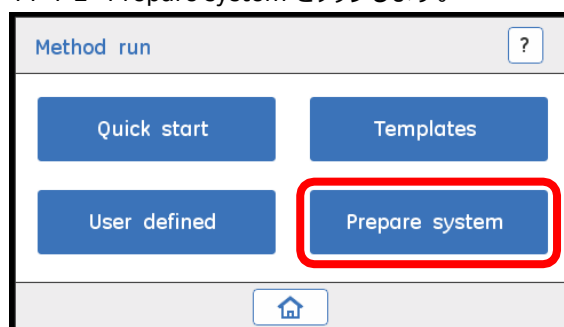 Method run ?
Quick start
Templates
User defined
Prepare system